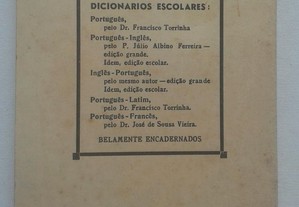 DICIONARIOS ESCOLARES:
Português,
pelo Dr. Francisco Torrinha
Português-Inglês,
pelo P. Júlio Albino Ferreira —
edição grande.
Idem, edição escolar.
Inglês-Português,
pelo mesmo autor — edição grande
Idem, edição escolar.
Português-Latim,
pelo Dr. Francisco Torrinha.
Português-Francês,
pelo Dr. José de Sousa Vieira.
BELAMENTE ENCADERNADOS